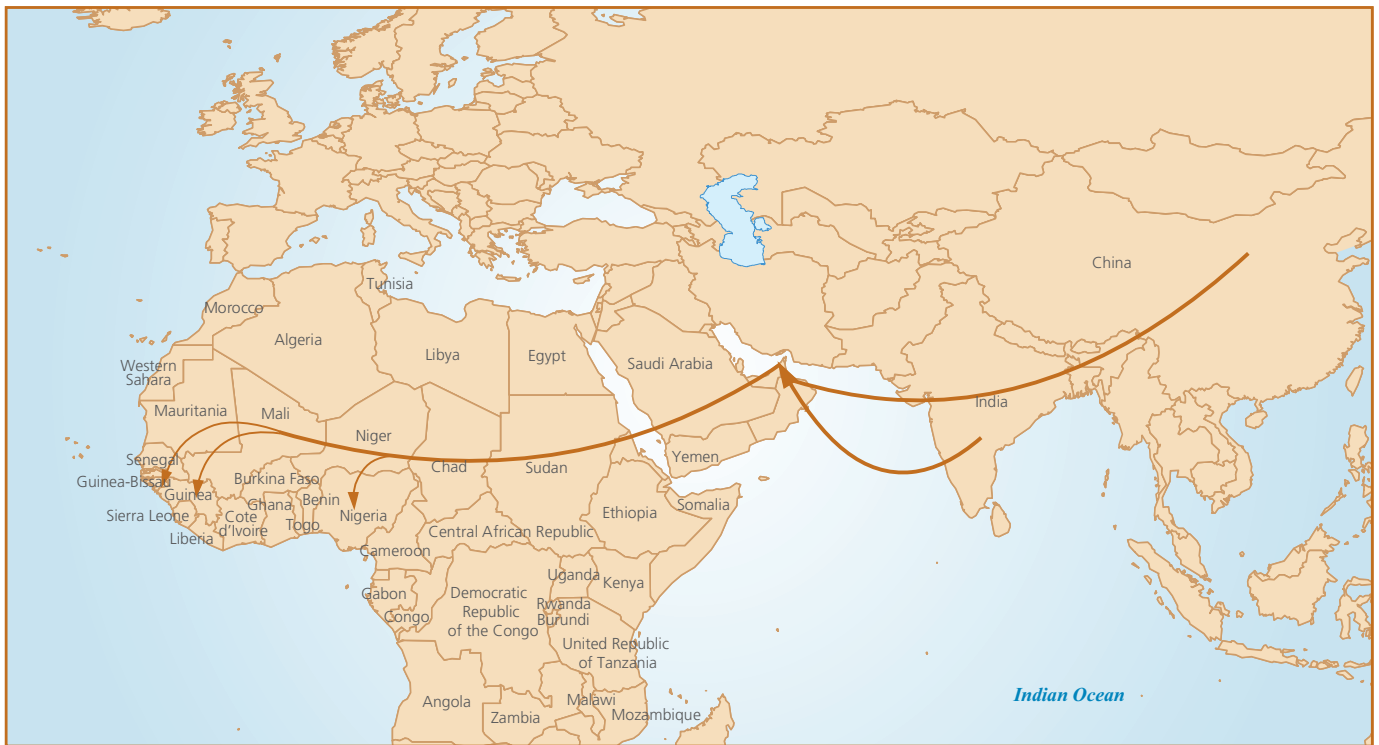 China
Tunisia
Morocco
Algeria
Libya
Egypt
Saudi Arabia
Western
Sahara
Mauritania
Mali
India
Niger
Senegal
Chad
Sudan
Yemen
Guinea-Bissau
Burkina Faso
Guinea
Benin
Ghana
Somalia
Sierra Leone
Cote
d’Ivoire
Togo
Nigeria
Ethiopia
Liberia
Central African Republic
Cameroon
Uganda
Kenya
Gabon
Democratic
Republic
of the Congo
Rwanda
Burundi
Congo
United Republic
of Tanzania
Indian Ocean
Angola
Malawi
Zambia
Mozambique